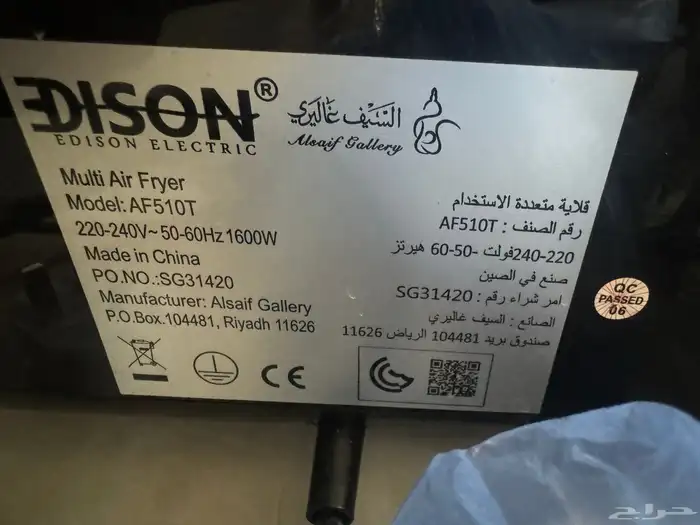 EDISON®
EDISON ELECTRIC
السيف غاليري
Alsaif Gallery
Multi Air Fryer
Model: AF510T
220-240V~ 50-60Hz 1600W
Made in China
PO.NO.:SG31420
Manufacturer: Alsaif Gallery
P.O.Box.104481, Riyadh 11626
قلاية متعددة الاستخدام
رقم الصنف : AF510T
220-240فولت -50-60 هيرتز
صنع في الصين
امر شراء رقم : SG31420
الصانع : السيف غاليري
صندوق بريد 104481 الرياض 11626
CE
QC
PASSED
06
حراج